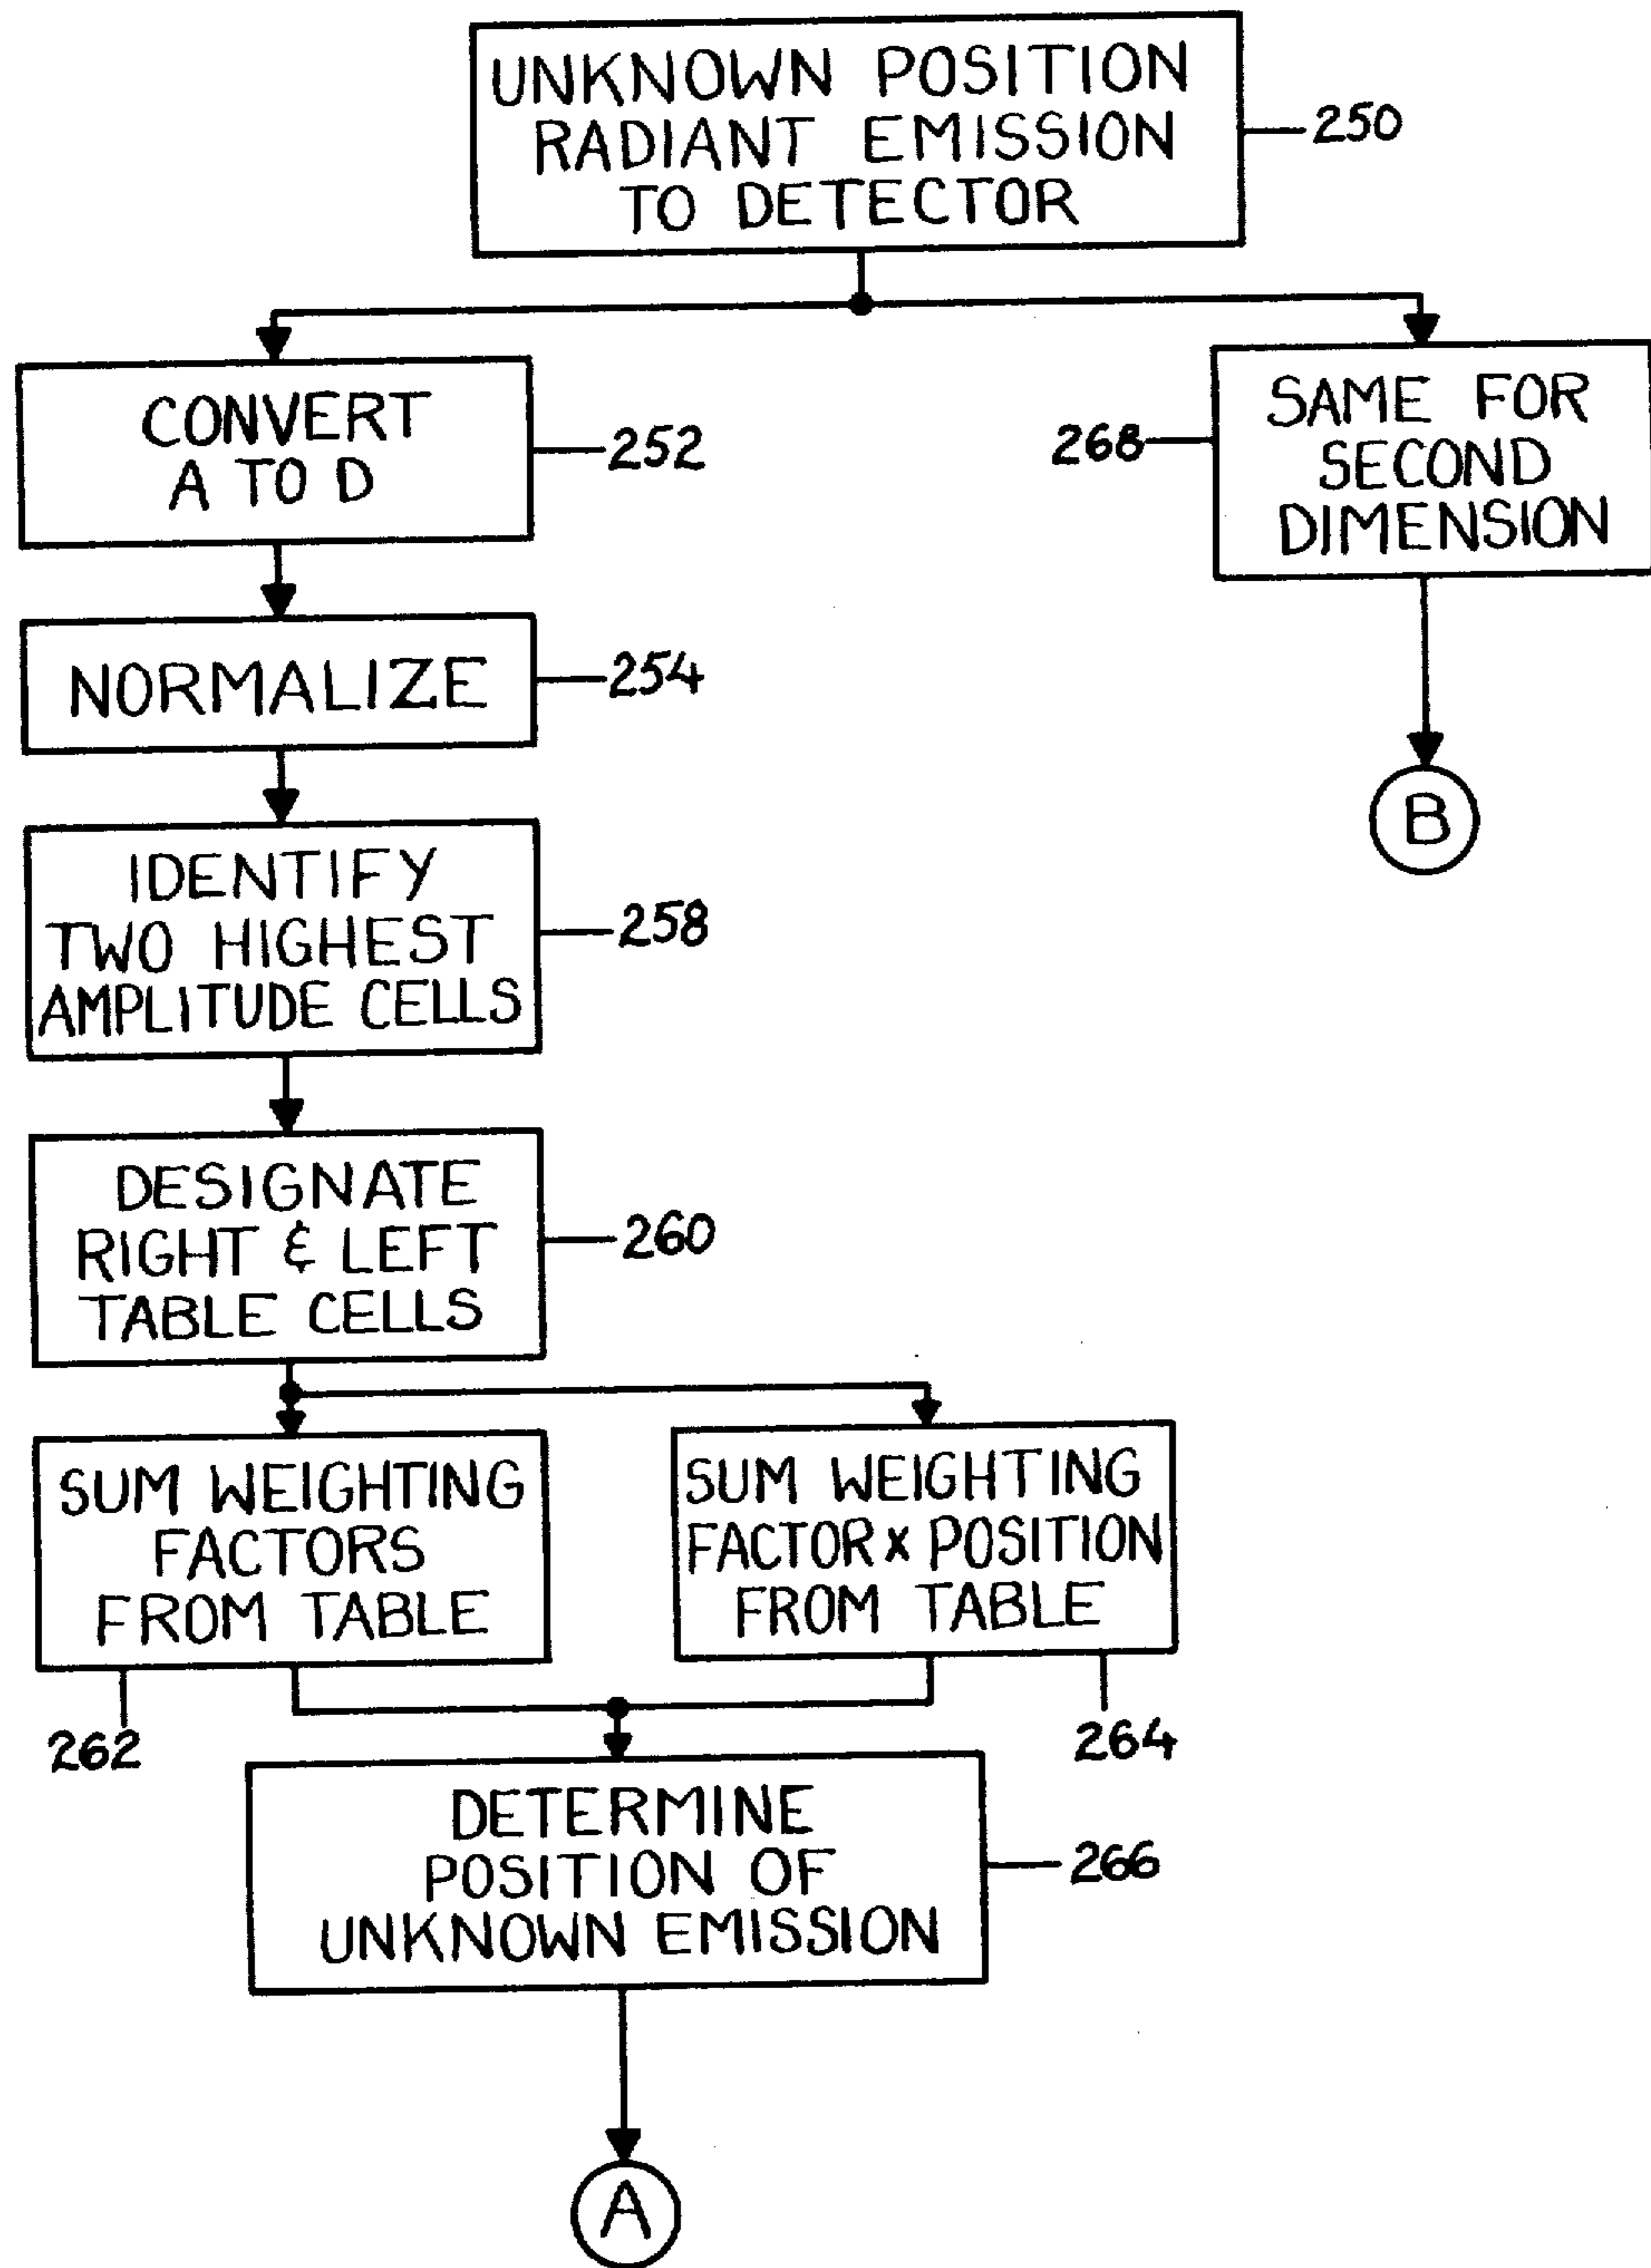 UNKNOWN POSITION
RADIANT EMISSION
TO DETECTOR
250
CONVERT
A TO D
252
268
SAME FOR
SECOND
DIMENSION
NORMALIZE
254
B
IDENTIFY
TWO HIGHEST
AMPLITUDE CELLS
258
DESIGNATE
RIGHT & LEFT
TABLE CELLS
260
SUM WEIGHTING
FACTORS
FROM TABLE
262
SUM WEIGHTING
FACTOR x POSITION
FROM TABLE
264
DETERMINE
POSITION OF
UNKNOWN EMISSION
266
A